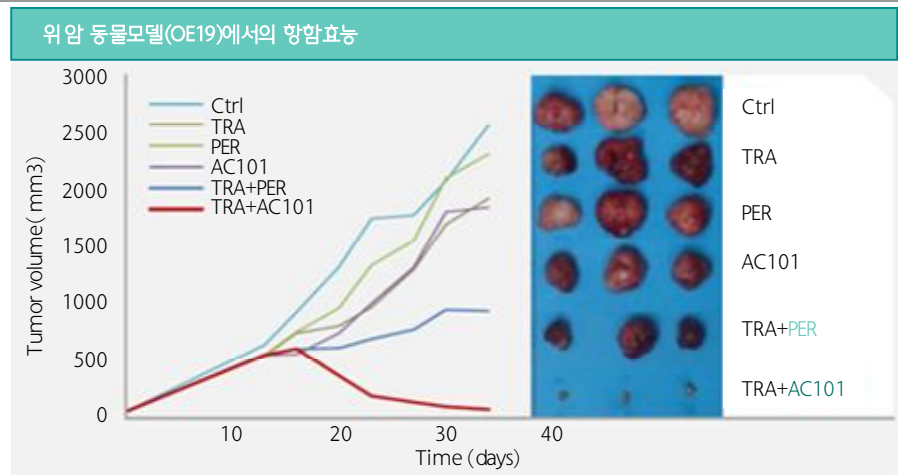 위암 동물모델(OE19)에서의 항함효능
3000
2500
2000
1500
1000
500
0
Tumor volume( mm3)
Ctrl
TRA
PER
AC101
TRA+PER
TRA+AC101
10
20
30
40
Time (days)
Ctrl
TRA
PER
AC101
TRA+PER
TRA+AC101